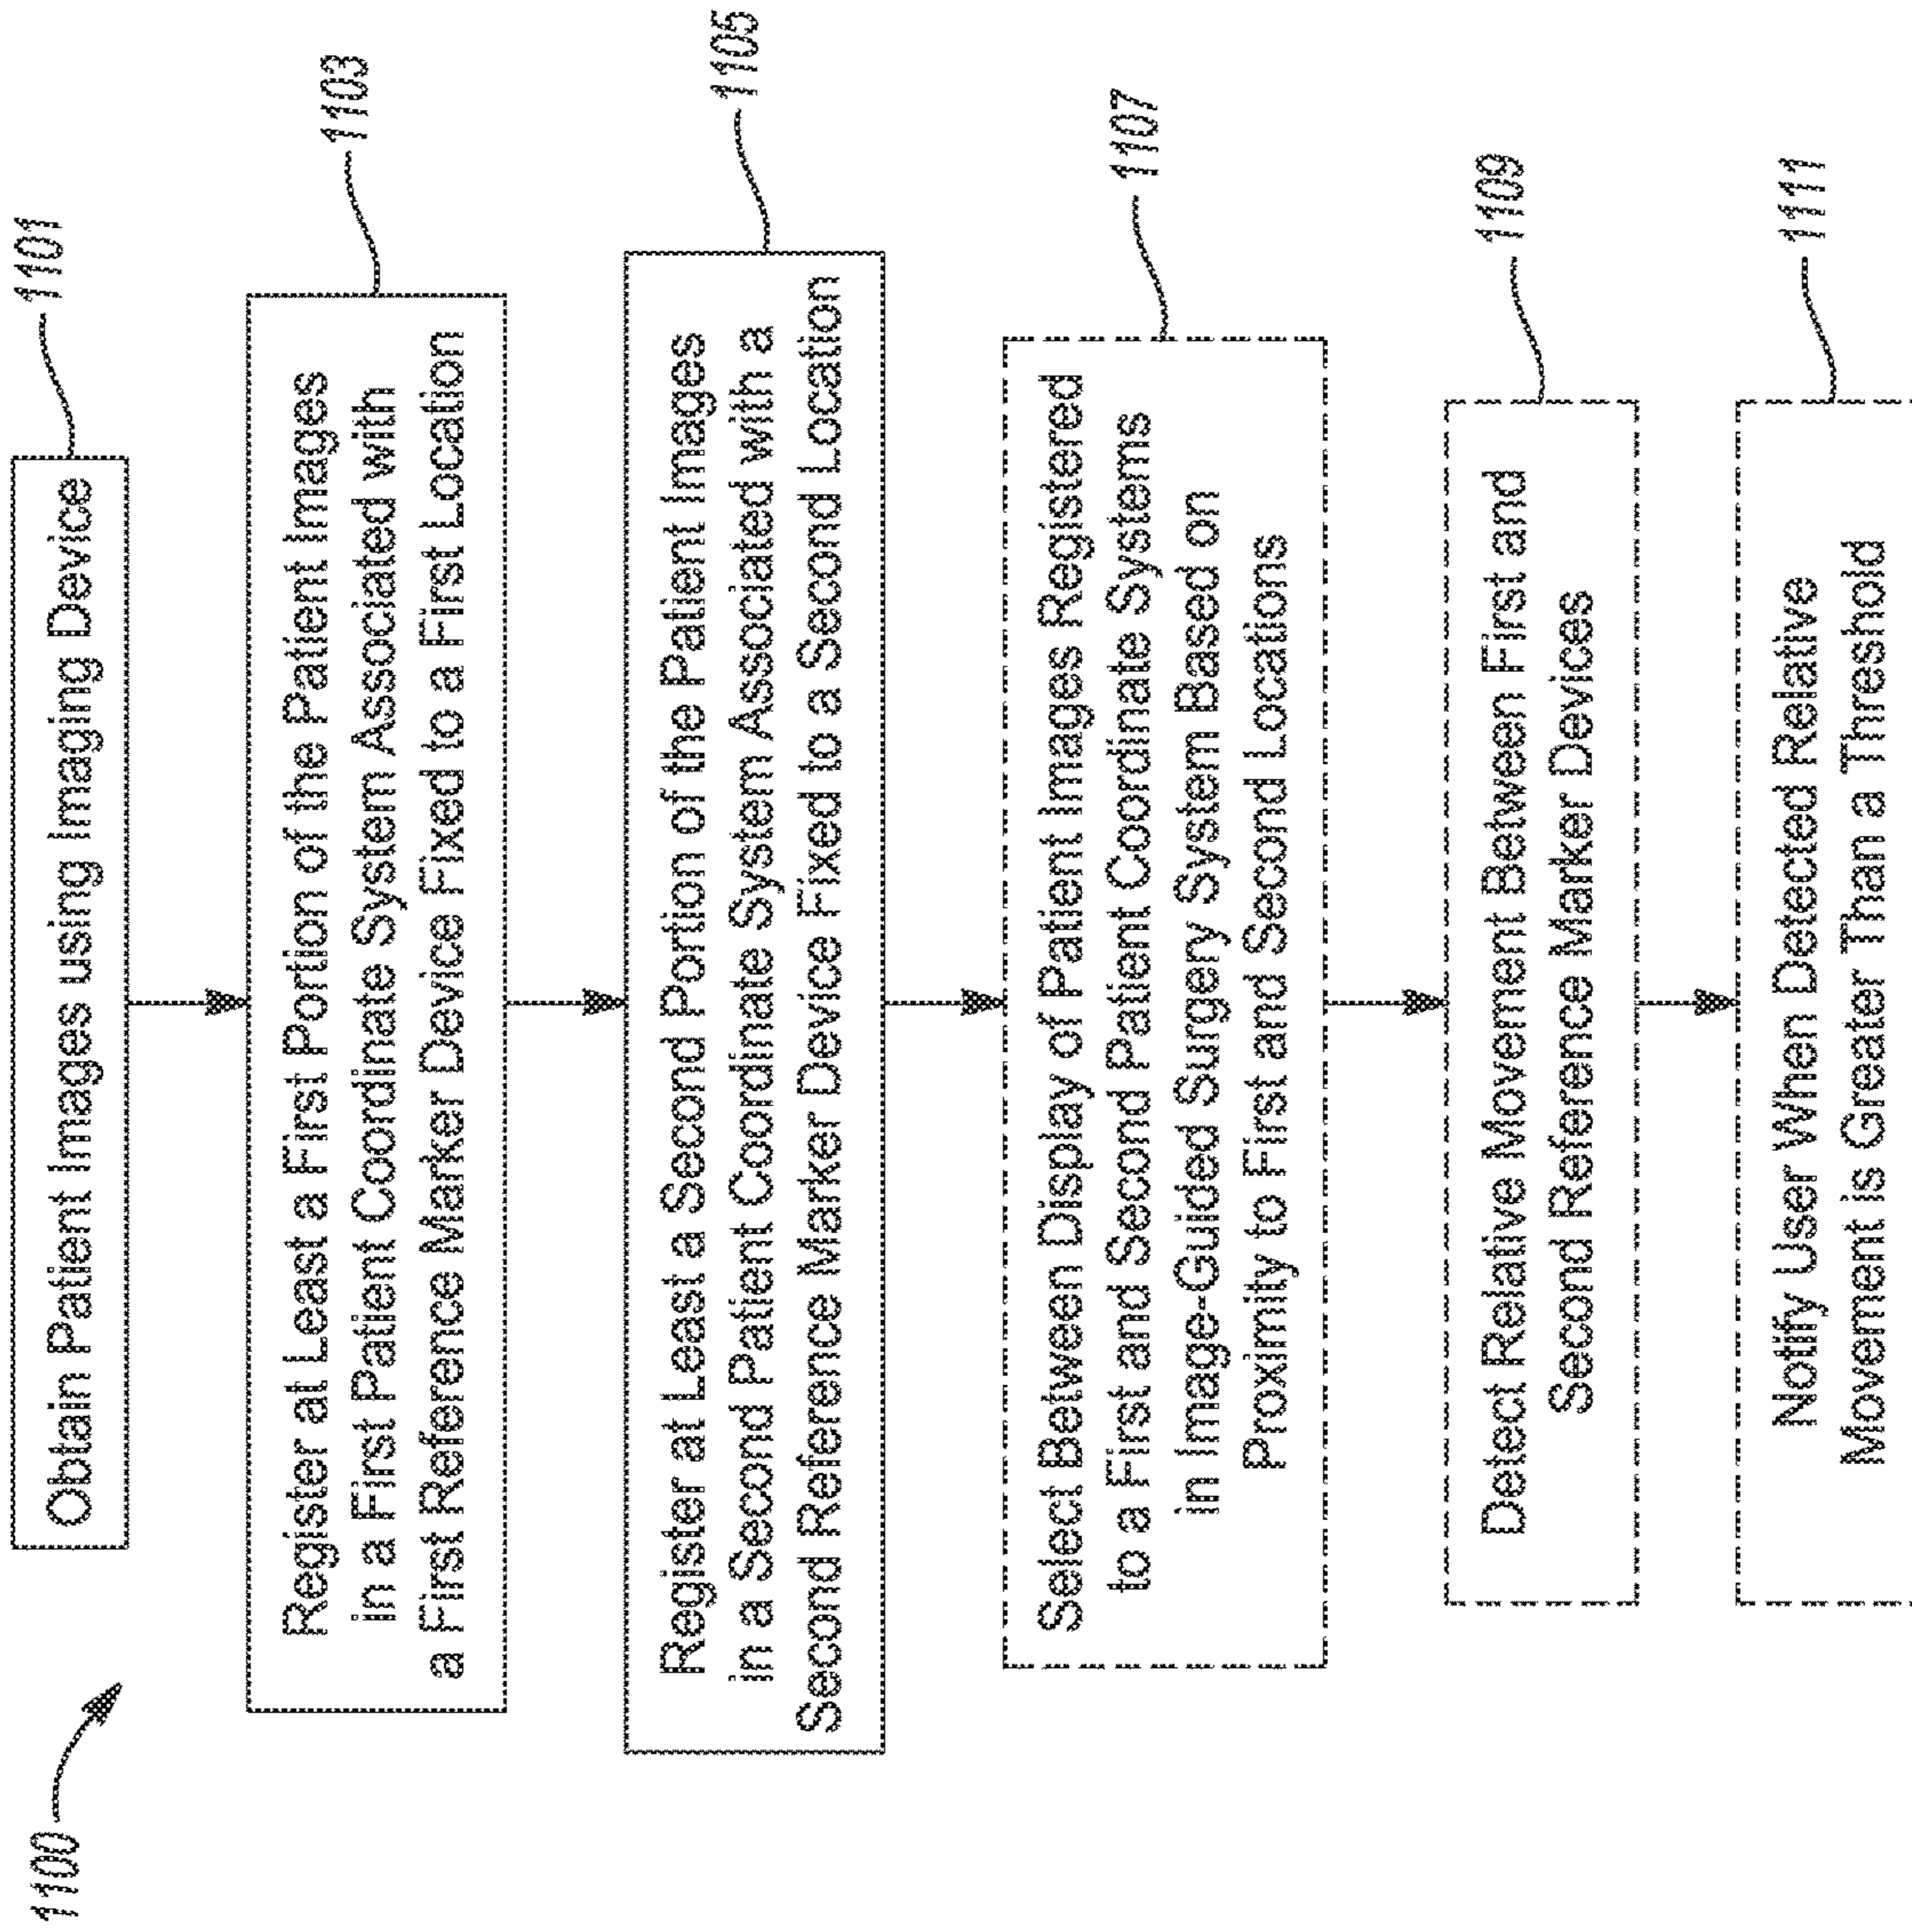 1100
1101
Obtain Patient Images using Imaging Device
1103
Register at Least a First Portion of the Patient Images
in a First Patient Coordinate System Associated with
a First Reference Marker Device Fixed to a First Location
1105
Register at Least a Second Portion of the Patient Images
in a Second Patient Coordinate System Associated with a
Second Reference Marker Device Fixed to a Second Location
1107
Select Between Display of Patient Images Registered
to a First and Second Patient Coordinate Systems
in Image-Guided Surgery System Based on
Proximity to First and Second Locations
1109
Detect Relative Movement Between First and
Second Reference Marker Devices
1111
Notify User When Detected Relative
Movement is Greater Than a Threshold